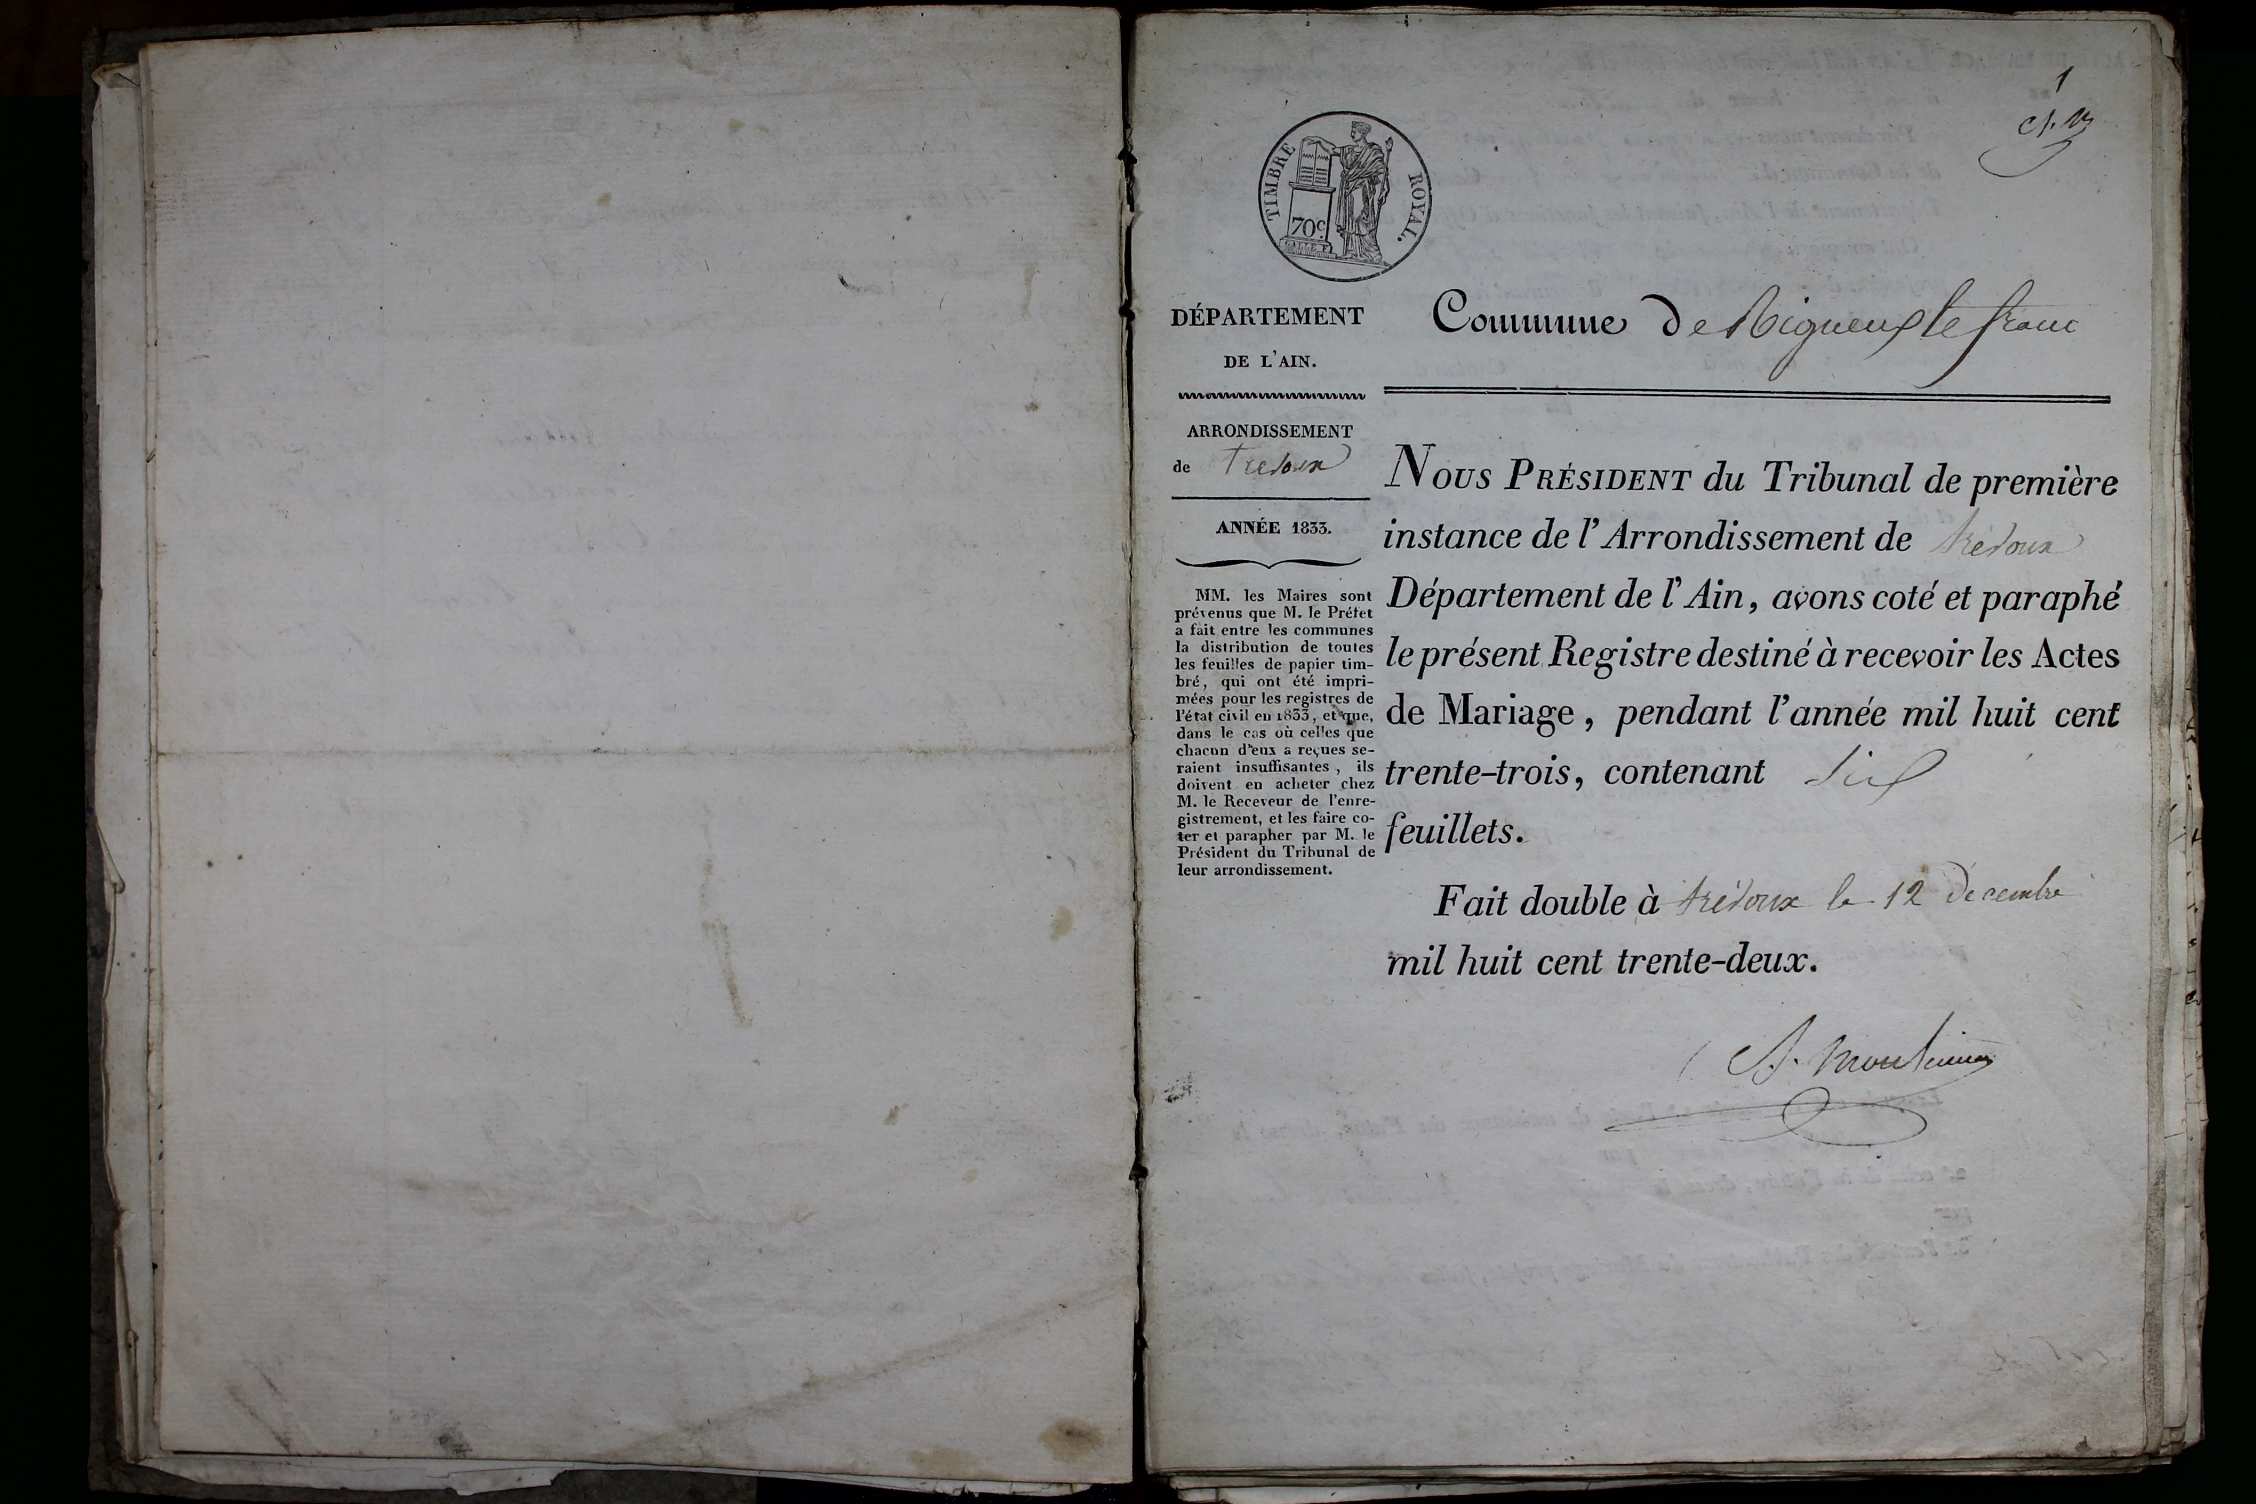 1
TIMBRE ROYAL.
70c.
DÉPARTEMENT
DE L'AIN.
Commune de Rigneux le franc
ARRONDISSEMENT
de Trévoux
ANNÉE 1833.
MM. les Maires sont
prévenus que M. le Préfet
a fait entre les communes
la distribution de toutes
les feuilles de papier tim-
bré, qui ont été impri-
mées pour les registres de
l'état civil en 1833, et que,
dans le cas où celles que
chacun d'eux a reçues se-
raient insuffisantes, ils
doivent en acheter chez
M. le Receveur de l'enre-
gistrement, et les faire co-
ter et parapher par M. le
Président du Tribunal de
leur arrondissement.
NOUS PRÉSIDENT du Tribunal de première
instance de l'Arrondissement de trévoux
Département de l'Ain, avons coté et paraphé
le présent Registre destiné à recevoir les Actes
de Mariage, pendant l'année mil huit cent
trente-trois, contenant Six
feuillets.
Fait double à trévoux le 12 Décembre
mil huit cent trente-deux.